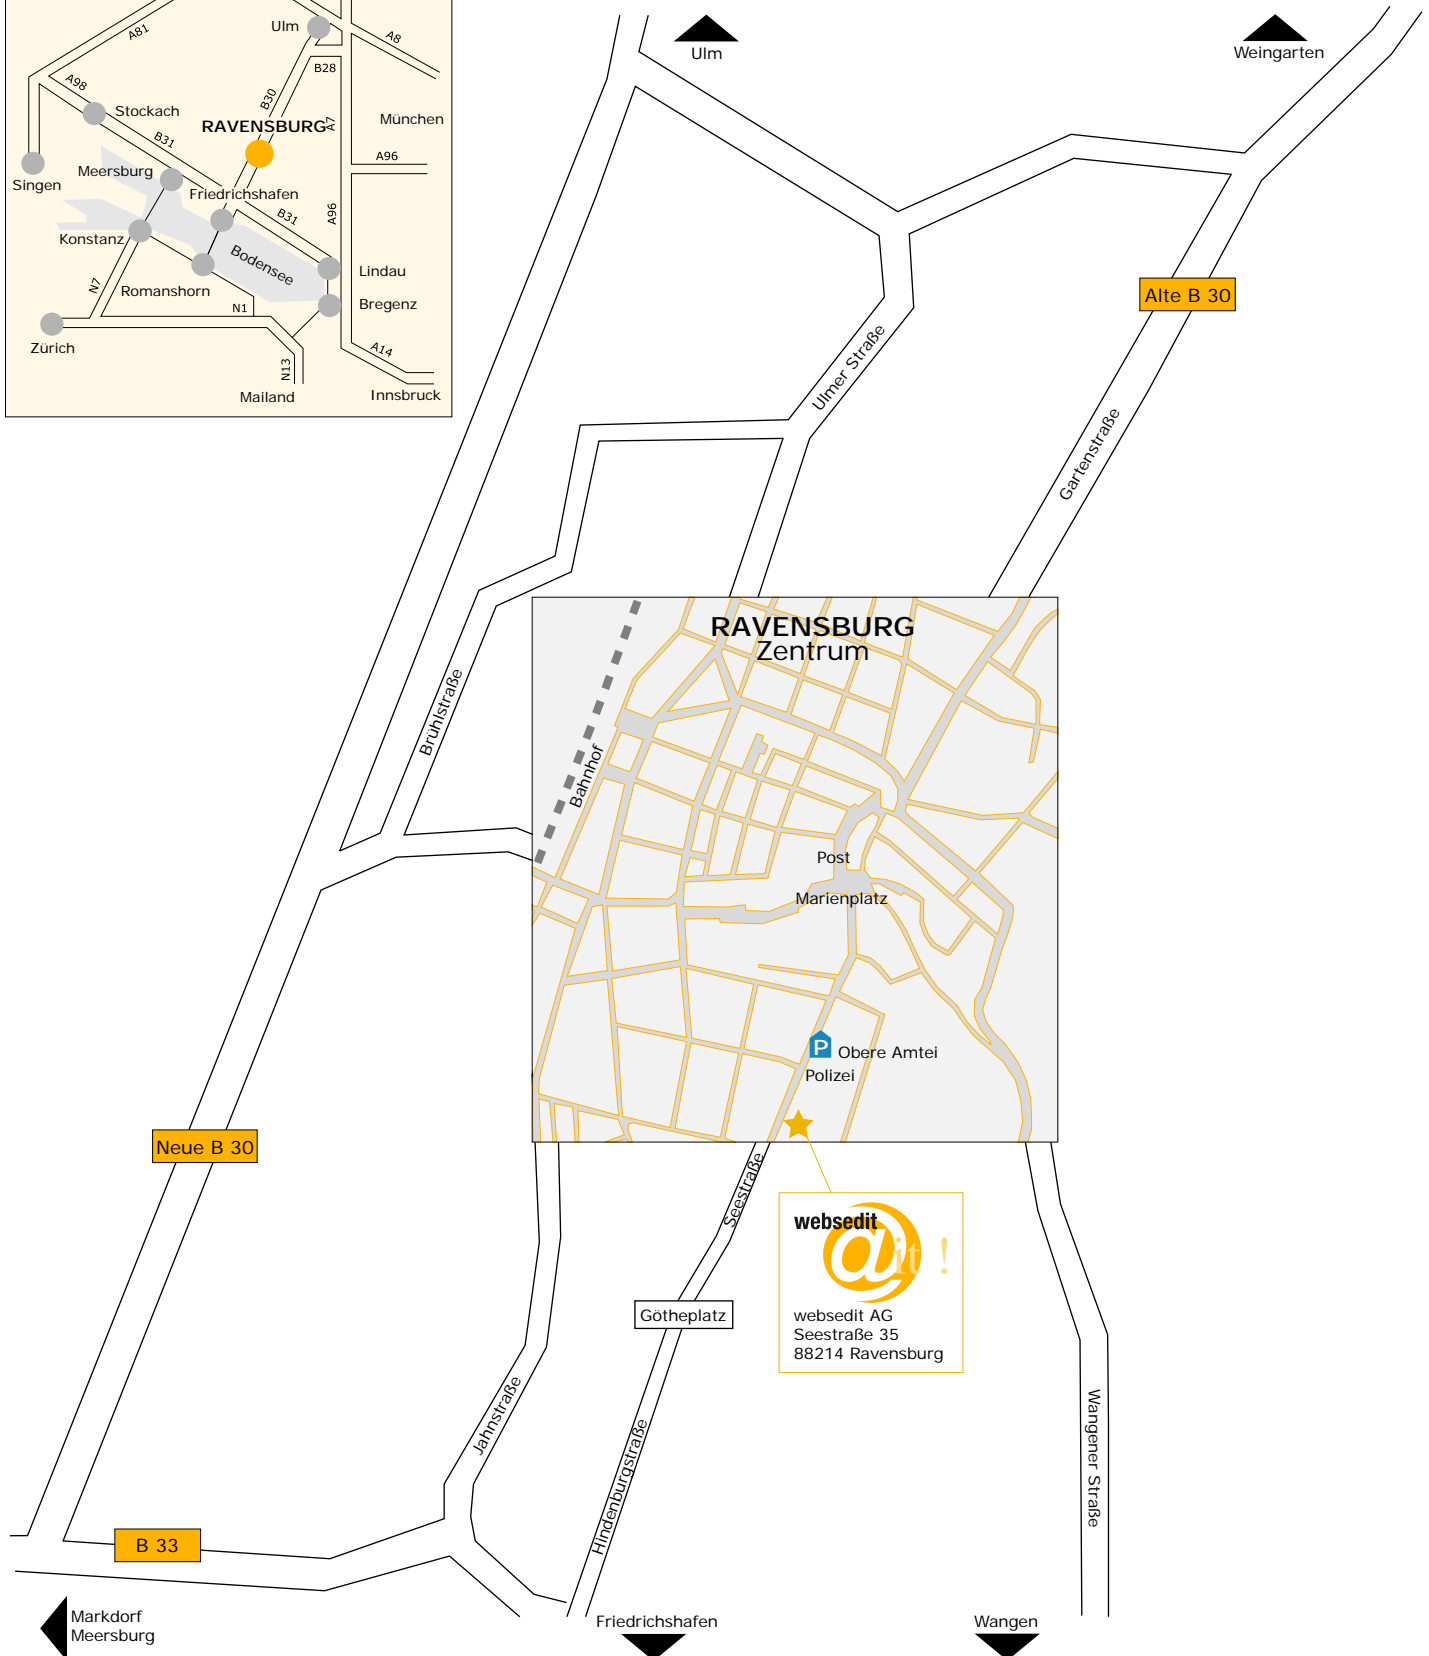 Ulm
A81
A8
B28
A98
Stockach
B30
RAVENSBURG
A7
München
B31
A96
Meersburg
Singen
Friedrichshafen
B31
A96
Konstanz
Bodensee
Lindau
N7
Romanshorn
N1
Bregenz
Zürich
A14
N13
Mailand
Innsbruck
Ulm
Weingarten
Alte B 30
Ulmer Straße
Gartenstraße
RAVENSBURG
Zentrum
Brühlstraße
Bahnhof
Post
Marienplatz
P
Obere Amtei
Polizei
Neue B 30
Seestraße
websedit
@it !
Götheplatz
websedit AG
Seestraße 35
88214 Ravensburg
Jahnstraße
Hindenburgstraße
Wangener Straße
B 33
Markdorf
Meersburg
Friedrichshafen
Wangen